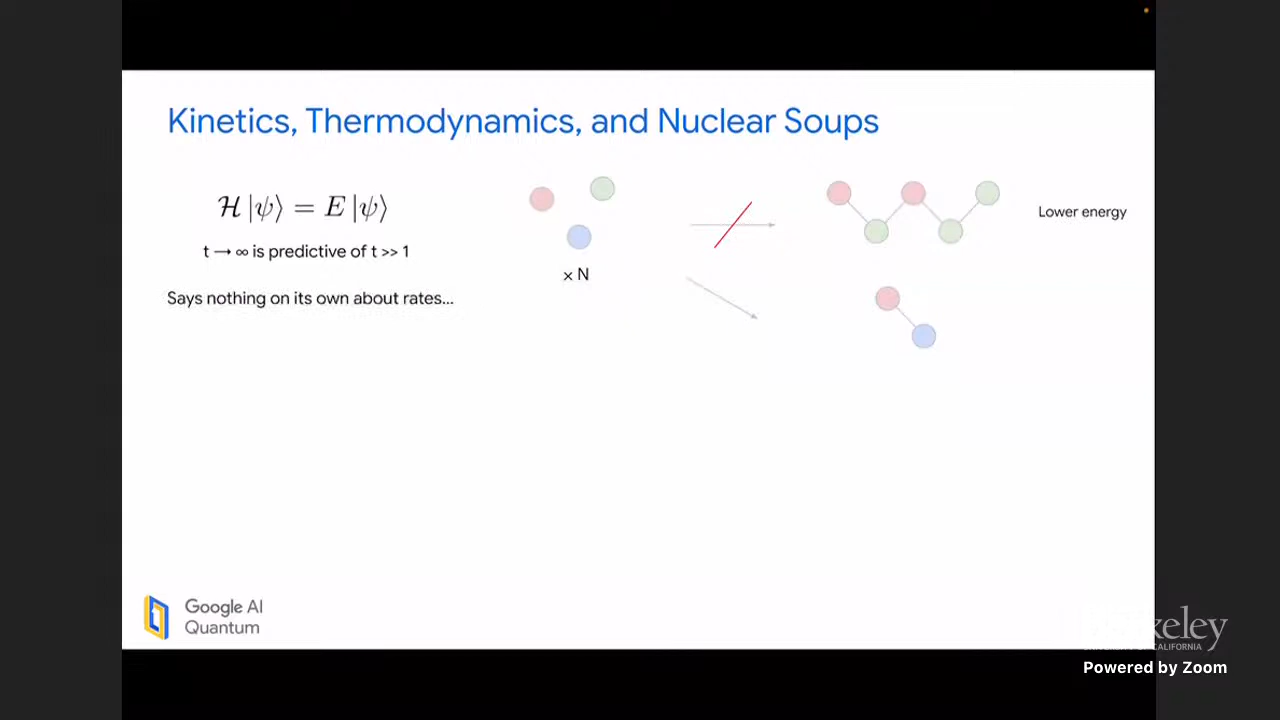 Kinetics, Thermodynamics, and Nuclear Soups
ℋ|ψ⟩ = E|ψ⟩
t → ∞ is predictive of t >> 1
Says nothing on its own about rates...
x N
Lower energy
Google AI
Quantum
CALIFORNIA
Powered by Zoom